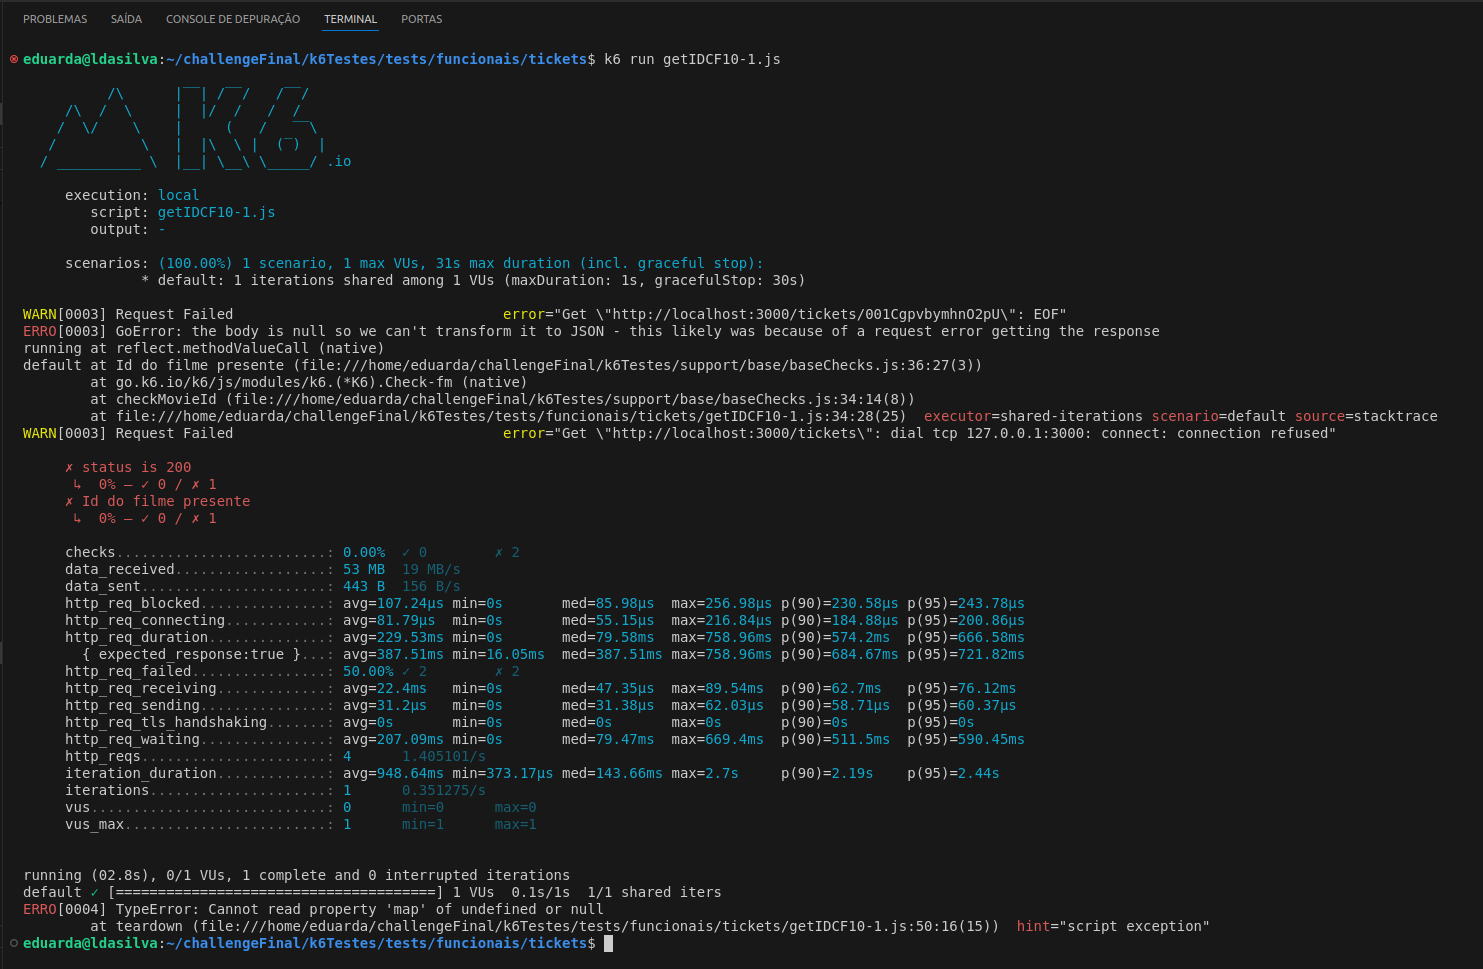 PROBLEMAS SAÍDA CONSOLE DE DEPURAÇÃO TERMINAL PORTAS
eduarda@ldasilva:~/challengeFinal/k6Testes/tests/funcionais/tickets$ k6 run getIDCF10-1.js
          /\      |‾‾| /‾‾/   /‾‾/
     /\  /  \     |  |/  /   /  /
    /  \/    \    |     (   /   ‾‾\
   /          \   |  |\  \ |  (‾)  |
  / __________ \  |__| \__\ \_____/ .io
execution: local
script: getIDCF10-1.js
output: -
scenarios: (100.00%) 1 scenario, 1 max VUs, 31s max duration (incl. graceful stop):
* default: 1 iterations shared among 1 VUs (maxDuration: 1s, gracefulStop: 30s)
WARN[0003] Request Failed error="Get \"http://localhost:3000/tickets/001CgpvbymhnO2pU\": EOF"
ERRO[0003] GoError: the body is null so we can't transform it to JSON - this likely was because of a request error getting the response
running at reflect.methodValueCall (native)
default at Id do filme presente (file:///home/eduarda/challengeFinal/k6Testes/support/base/baseChecks.js:36:27(3))
at go.k6.io/k6/js/modules/k6.(*K6).Check-fm (native)
at checkMovieId (file:///home/eduarda/challengeFinal/k6Testes/support/base/baseChecks.js:34:14(8))
at file:///home/eduarda/challengeFinal/k6Testes/tests/funcionais/tickets/getIDCF10-1.js:34:28(25) executor=shared-iterations scenario=default source=stacktrace
WARN[0003] Request Failed error="Get \"http://localhost:3000/tickets\": dial tcp 127.0.0.1:3000: connect: connection refused"
✗ status is 200
↳ 0% — ✓ 0 / ✗ 1
✗ Id do filme presente
↳ 0% — ✓ 0 / ✗ 1
checks.........................: 0.00% ✓ 0 ✗ 2
data_received..................: 53 MB 19 MB/s
data_sent......................: 443 B 156 B/s
http_req_blocked...............: avg=107.24µs min=0s med=85.98µs max=256.98µs p(90)=230.58µs p(95)=243.78µs
http_req_connecting............: avg=81.79µs min=0s med=55.15µs max=216.84µs p(90)=184.88µs p(95)=200.86µs
http_req_duration..............: avg=229.53ms min=0s med=79.58ms max=758.96ms p(90)=574.2ms p(95)=666.58ms
{ expected_response:true }...: avg=387.51ms min=16.05ms med=387.51ms max=758.96ms p(90)=684.67ms p(95)=721.82ms
http_req_failed................: 50.00% ✓ 2 ✗ 2
http_req_receiving.............: avg=22.4ms min=0s med=47.35µs max=89.54ms p(90)=62.7ms p(95)=76.12ms
http_req_sending...............: avg=31.2µs min=0s med=31.38µs max=62.03µs p(90)=58.71µs p(95)=60.37µs
http_req_tls_handshaking.......: avg=0s min=0s med=0s max=0s p(90)=0s p(95)=0s
http_req_waiting...............: avg=207.09ms min=0s med=79.47ms max=669.4ms p(90)=511.5ms p(95)=590.45ms
http_reqs......................: 4 1.405101/s
iteration_duration.............: avg=948.64ms min=373.17µs med=143.66ms max=2.7s p(90)=2.19s p(95)=2.44s
iterations.....................: 1 0.351275/s
vus............................: 0 min=0 max=0
vus_max........................: 1 min=1 max=1
running (02.8s), 0/1 VUs, 1 complete and 0 interrupted iterations
default ✓ [======================================] 1 VUs 0.1s/1s 1/1 shared iters
ERRO[0004] TypeError: Cannot read property 'map' of undefined or null
at teardown (file:///home/eduarda/challengeFinal/k6Testes/tests/funcionais/tickets/getIDCF10-1.js:50:16(15)) hint="script exception"
eduarda@ldasilva:~/challengeFinal/k6Testes/tests/funcionais/tickets$